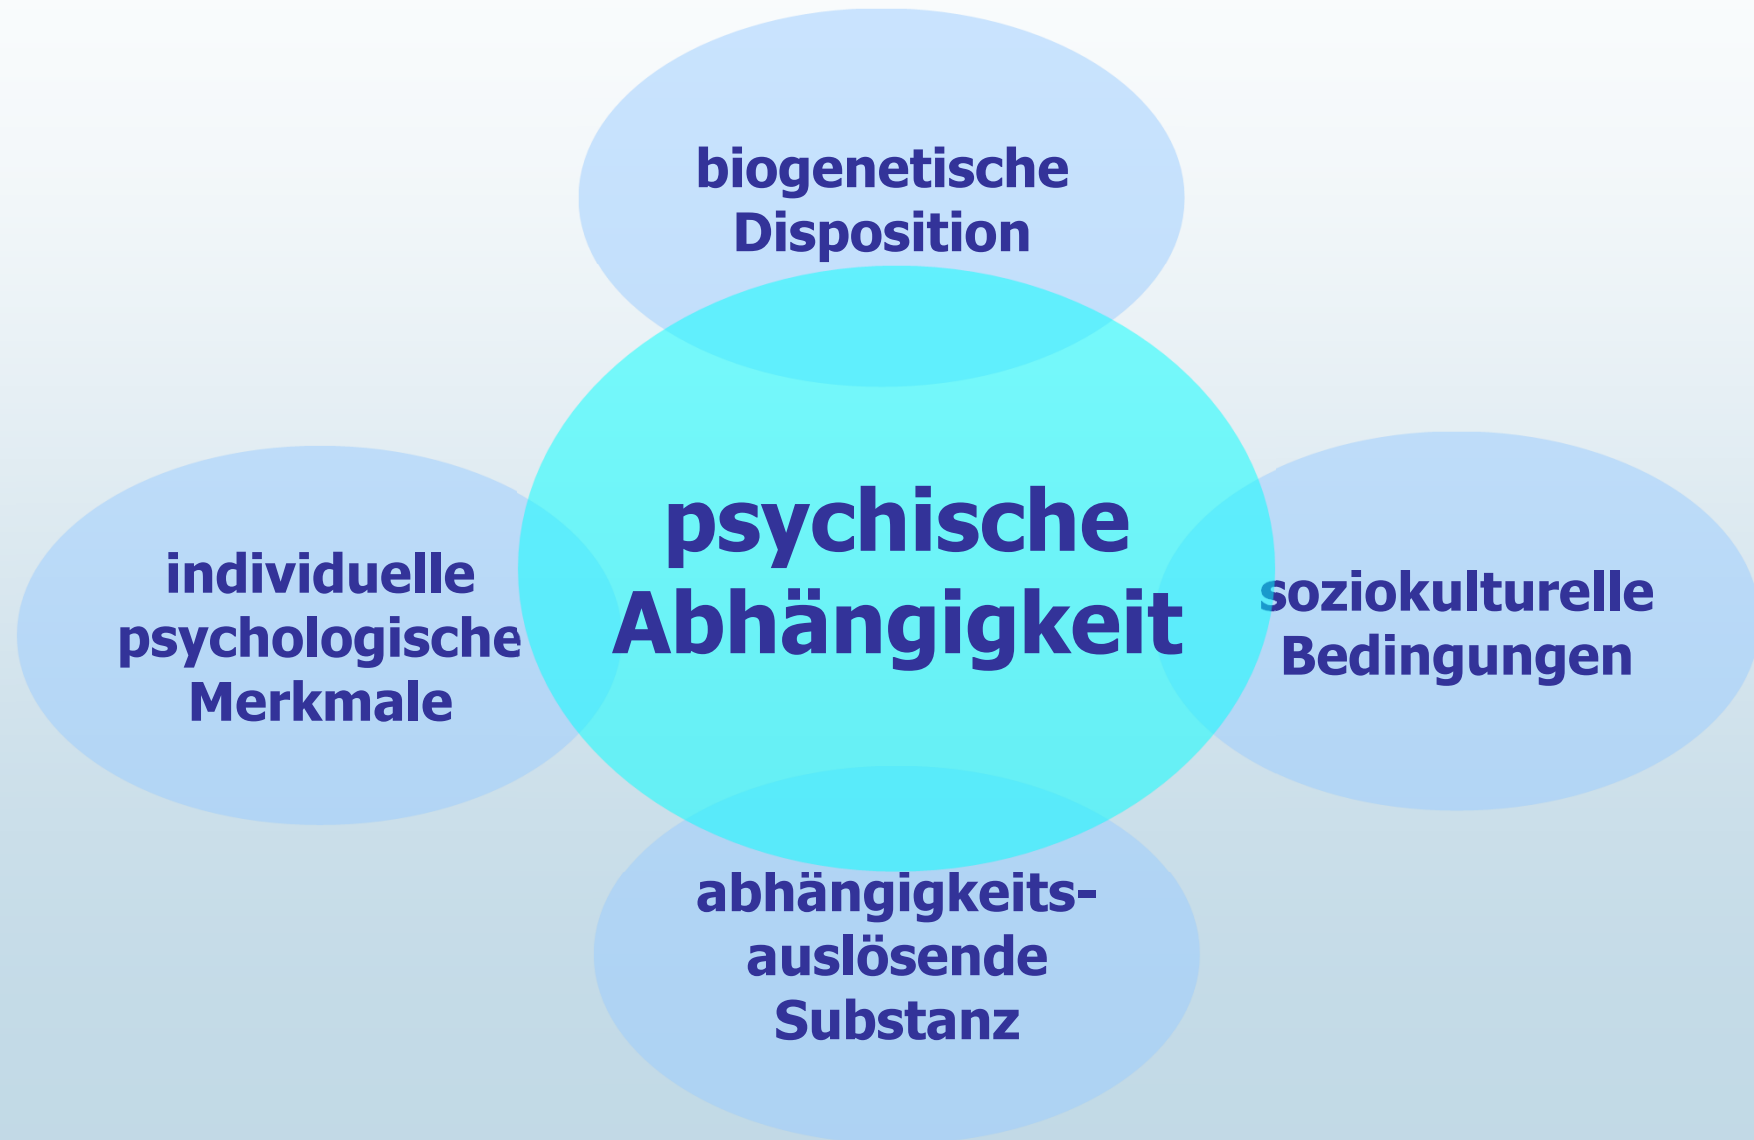 biogenetische
Disposition
psychische
Abhängigkeit
individuelle
psychologische
Merkmale
soziokulturelle
Bedingungen
abhängigkeits-
auslösende
Substanz